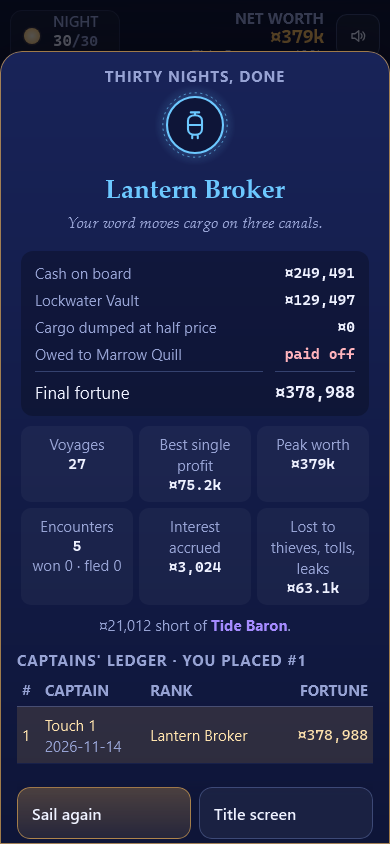 NIGHT
30/30
NET WORTH
¤379k
THIRTY NIGHTS, DONE
Lantern Broker
Your word moves cargo on three canals.
Cash on board ¤249,491
Lockwater Vault ¤129,497
Cargo dumped at half price ¤0
Owed to Marrow Quill paid off
Final fortune ¤378,988
Voyages
27
Best single
profit
¤75.2k
Peak worth
¤379k
Encounters
5
won 0 · fled 0
Interest
accrued
¤3,024
Lost to
thieves, tolls,
leaks
¤63.1k
¤21,012 short of Tide Baron.
CAPTAINS' LEDGER · YOU PLACED #1
# CAPTAIN RANK FORTUNE
1 Touch 1 2026-11-14 Lantern Broker ¤378,988
Sail again
Title screen